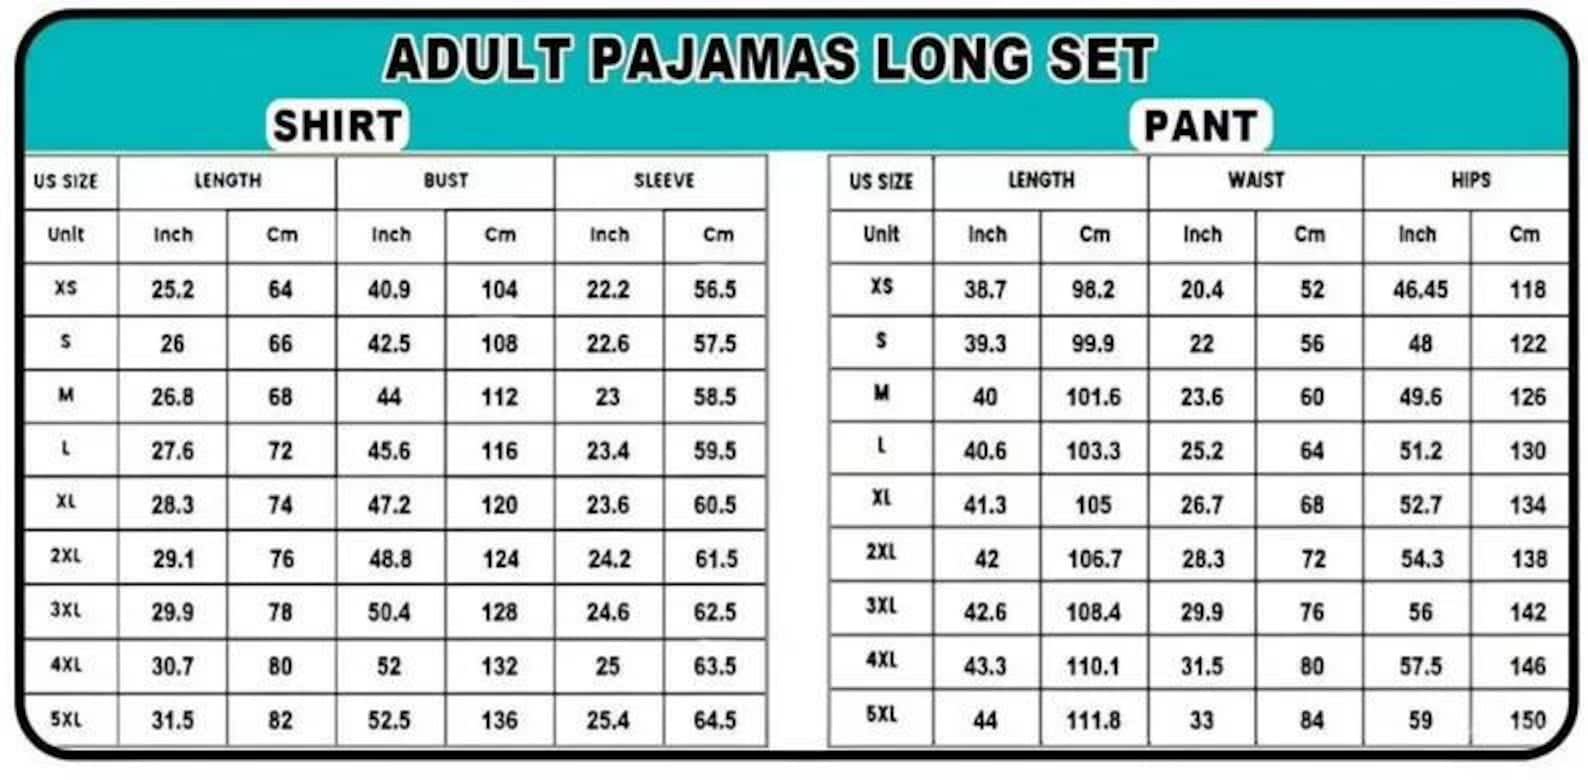 ADULT PAJAMAS LONG SET
SHIRT PANT
US SIZE LENGTH BUST SLEEVE US SIZE LENGTH WAIST HIPS
Unit Inch Cm Inch Cm Inch Cm Unit Inch Cm Inch Cm Inch Cm
XS 25.2 64 40.9 104 22.2 56.5 XS 38.7 98.2 20.4 52 46.45 118
S 26 66 42.5 108 22.6 57.5 S 39.3 99.9 22 56 48 122
M 26.8 68 44 112 23 58.5 M 40 101.6 23.6 60 49.6 126
L 27.6 72 45.6 116 23.4 59.5 L 40.6 103.3 25.2 64 51.2 130
XL 28.3 74 47.2 120 23.6 60.5 XL 41.3 105 26.7 68 52.7 134
2XL 29.1 76 48.8 124 24.2 61.5 2XL 42 106.7 28.3 72 54.3 138
3XL 29.9 78 50.4 128 24.6 62.5 3XL 42.6 108.4 29.9 76 56 142
4XL 30.7 80 52 132 25 63.5 4XL 43.3 110.1 31.5 80 57.5 146
5XL 31.5 82 52.5 136 25.4 64.5 5XL 44 111.8 33 84 59 150